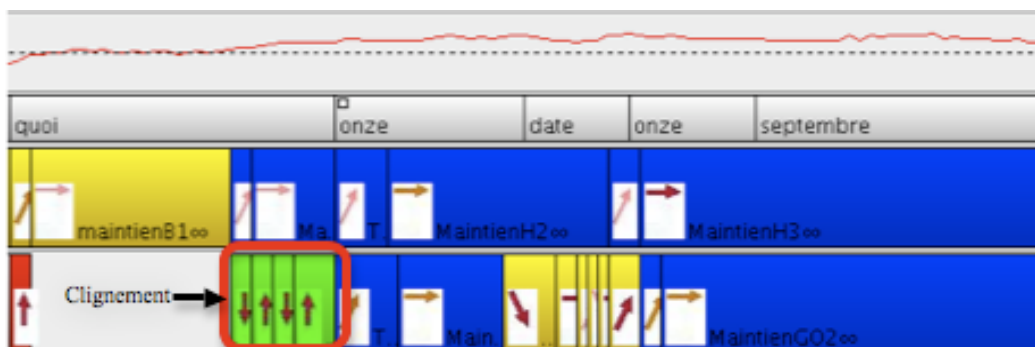 quoi onze date onze septembre
maintienB1∞ Ma. T. MaintienH2∞ MaintienH3∞
Clignement T. Main. .. MaintienGO2∞